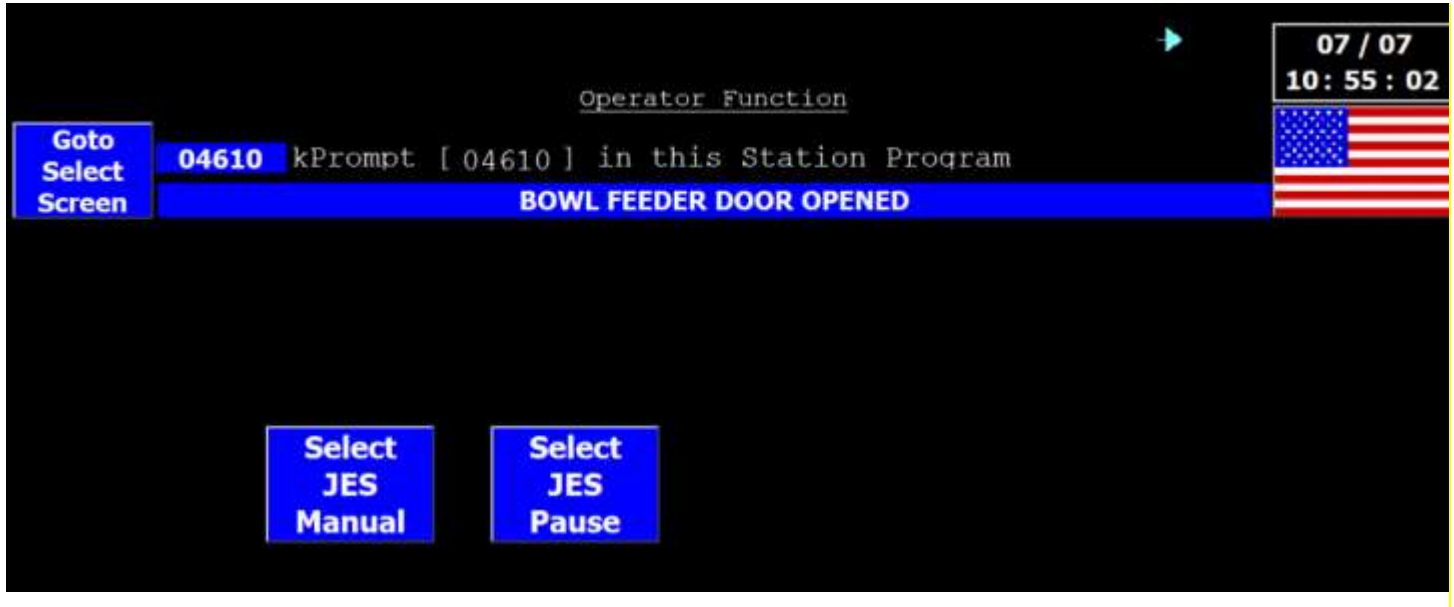 07 / 07
10: 55 : 02
Operator Function
Goto
Select
Screen
04610 kPrompt [ 04610 ] in this Station Program
BOWL FEEDER DOOR OPENED
Select
JES
Manual
Select
JES
Pause